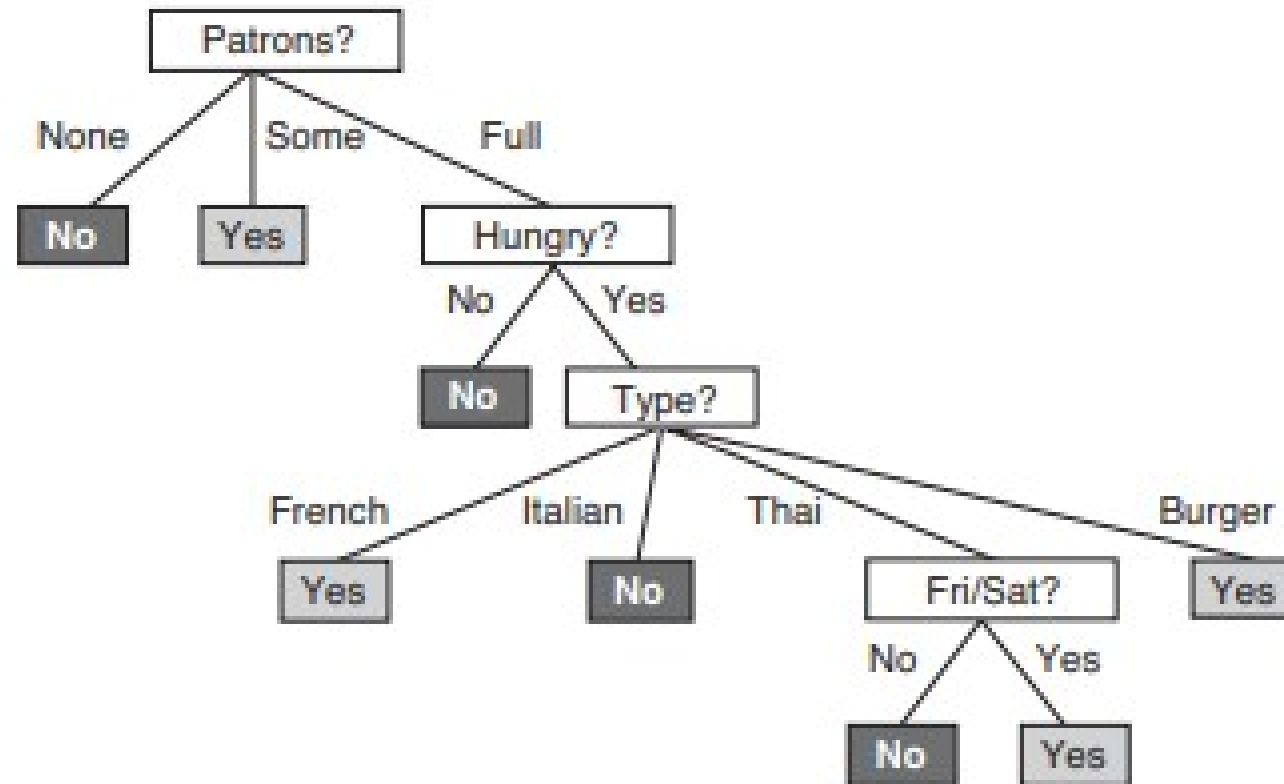 Patrons?
None Some Full
No Yes Hungry?
No Yes
No Type?
French Italian Thai Burger
Yes No Fri/Sat? Yes
No Yes
No Yes